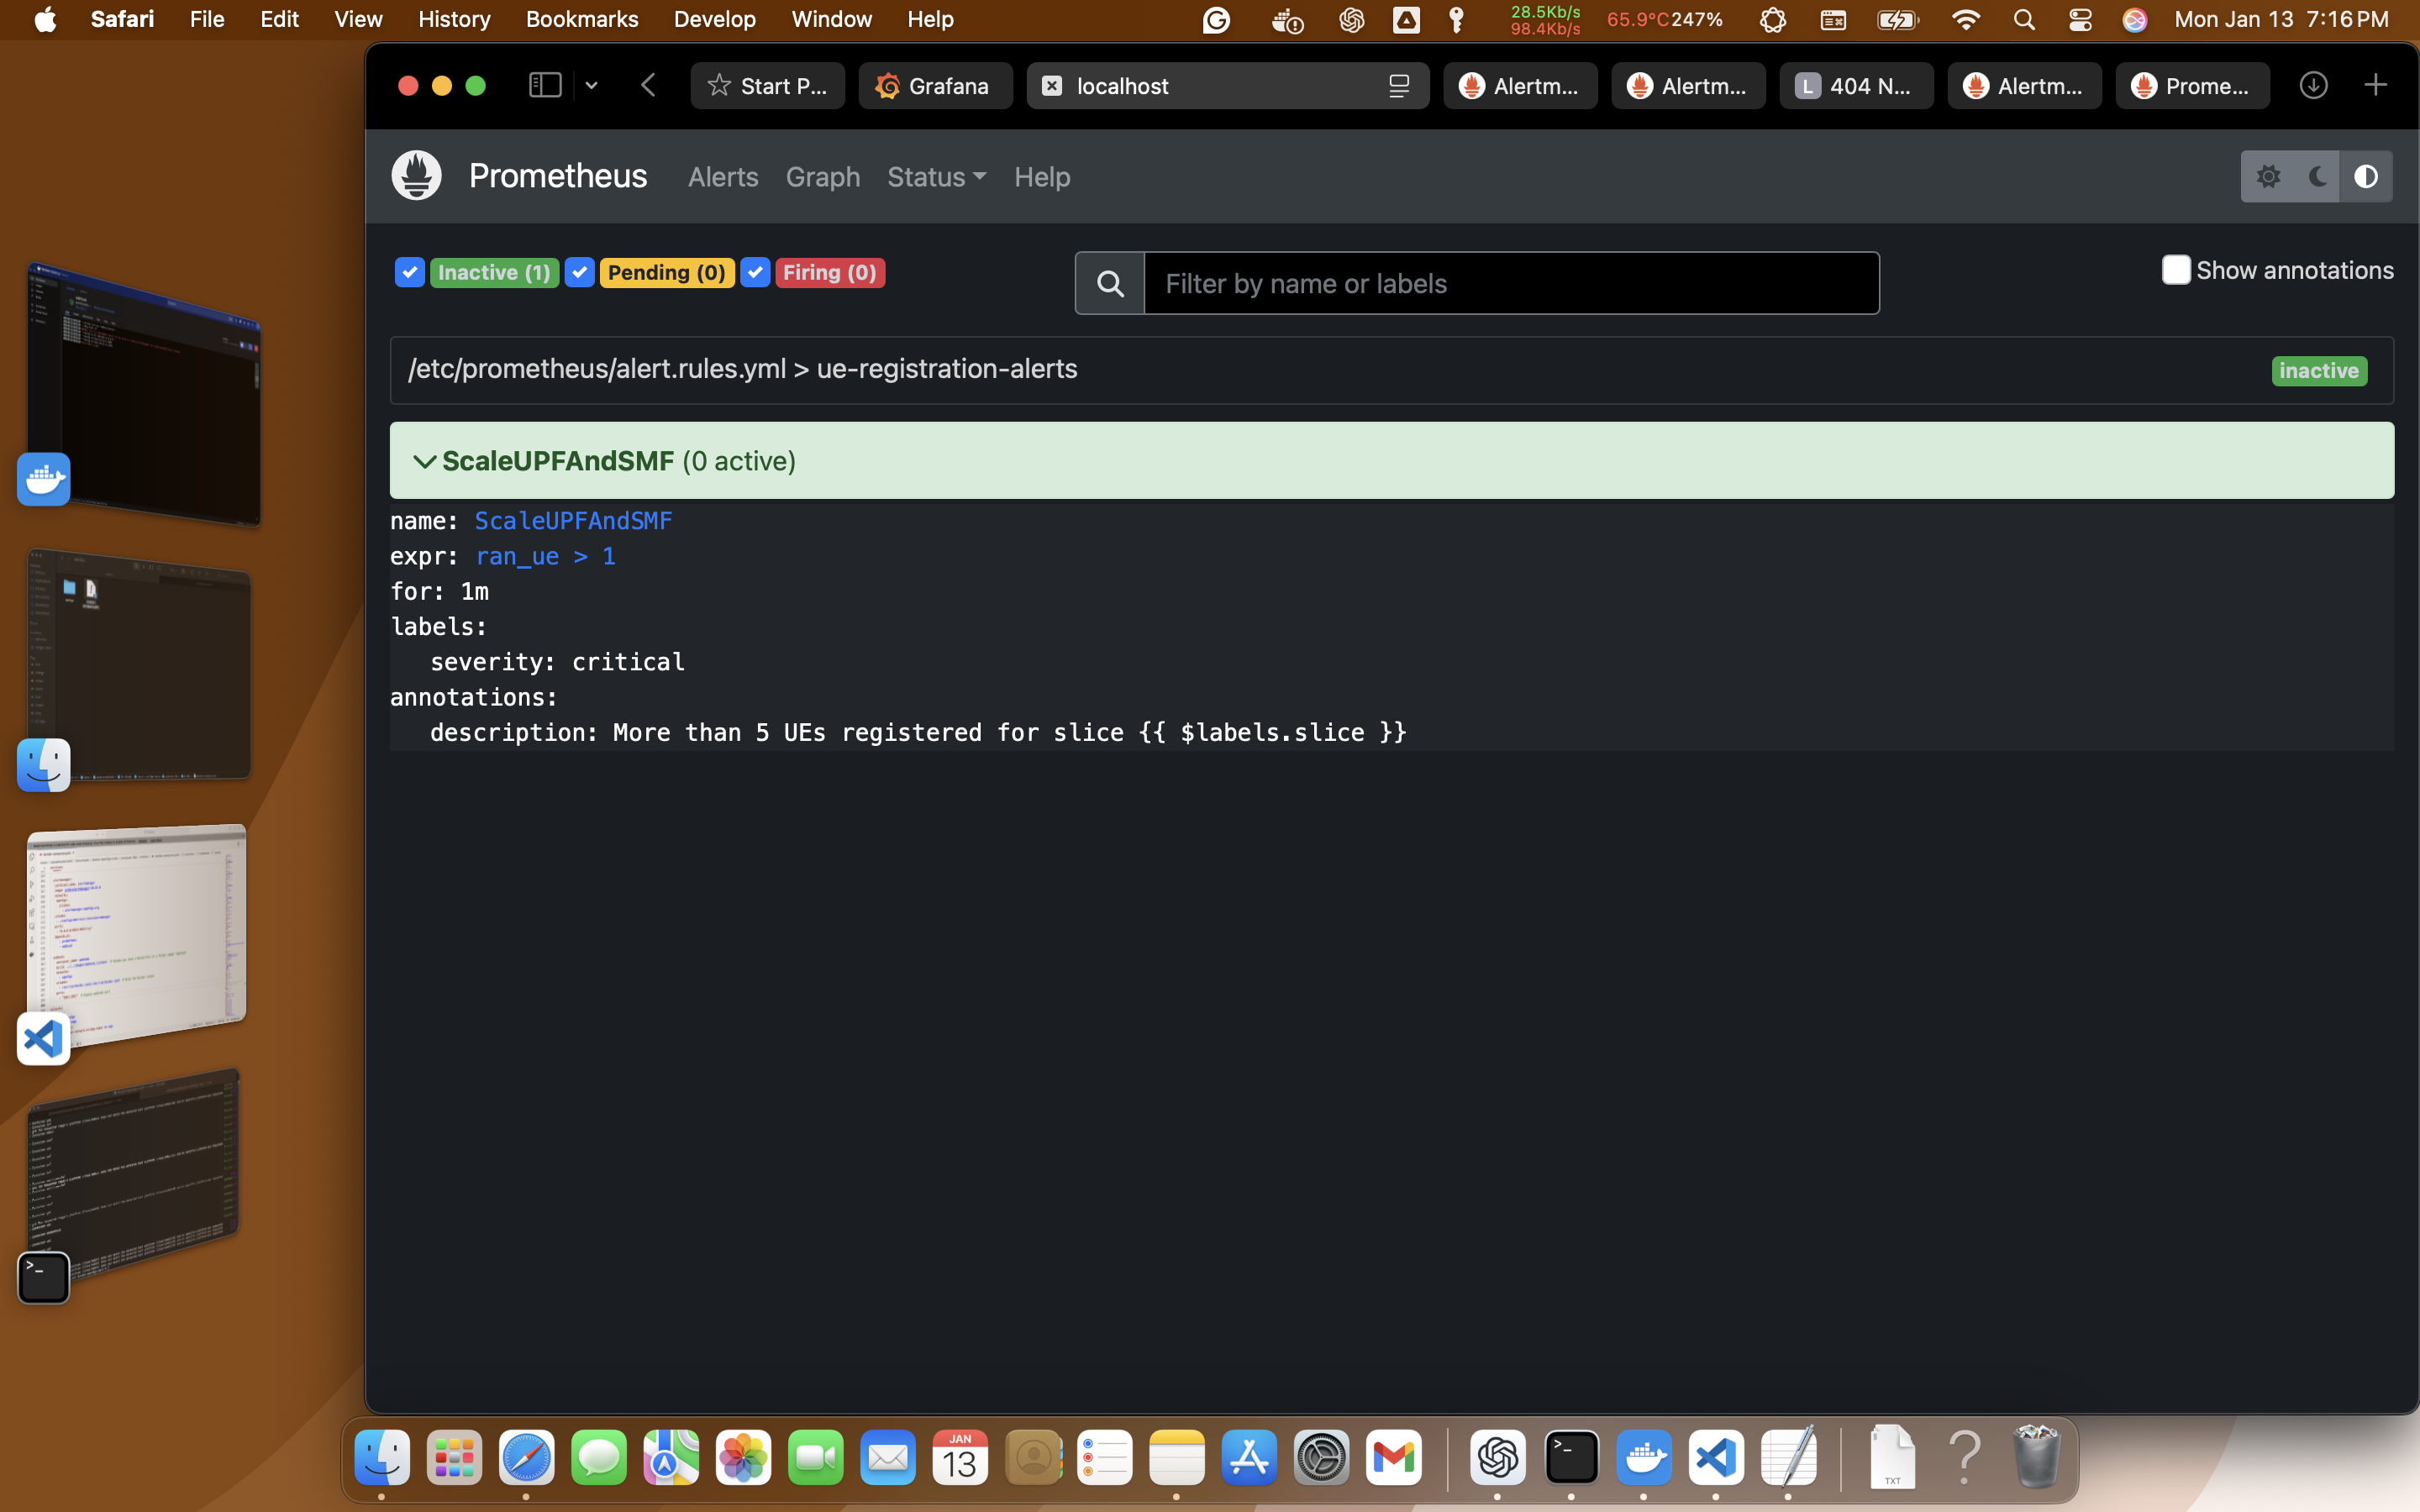 Safari File Edit View History Bookmarks Develop Window Help 28.5Kb/s 98.4Kb/s 65.9°C 247% Mon Jan 13 7:16 PM
Start P... Grafana localhost Alertm... Alertm... L 404 N... Alertm... Prome...
Prometheus Alerts Graph Status Help
Inactive (1) Pending (0) Firing (0) Filter by name or labels Show annotations
/etc/prometheus/alert.rules.yml > ue-registration-alerts inactive
ScaleUPFAndSMF (0 active)
name: ScaleUPFAndSMF
expr: ran_ue > 1
for: 1m
labels:
severity: critical
annotations:
description: More than 5 UEs registered for slice {{ $labels.slice }}
JAN
13
TXT